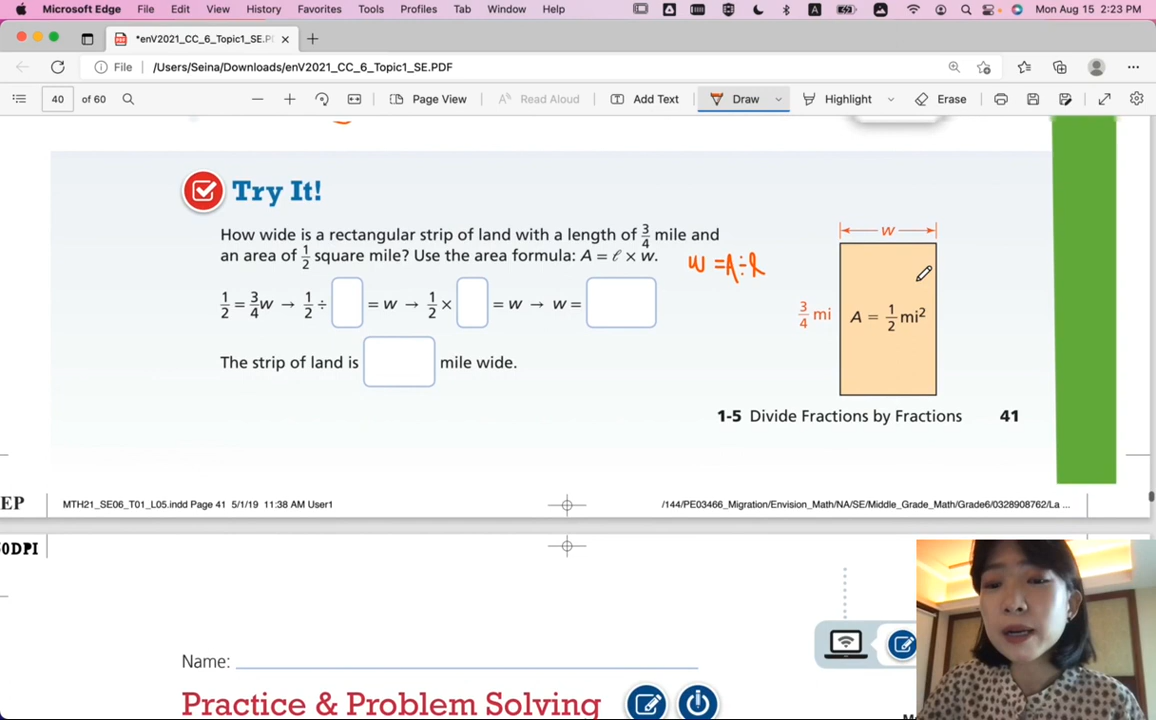 Microsoft Edge File Edit View History Favorites Tools Profiles Tab Window Help A Mon Aug 15 2:23 PM
*enV2021_CC_6_Topic1_SE.P
File /Users/Seina/Downloads/enV2021_CC_6_Topic1_SE.PDF
40 of 60 Page View Read Aloud Add Text Draw Highlight Erase
Try It!
How wide is a rectangular strip of land with a length of 3/4 mile and
an area of 1/2 square mile? Use the area formula: A = ℓ × w.
w = A ÷ l
1/2 = 3/4 w → 1/2 ÷ = w → 1/2 × = w → w =
The strip of land is mile wide.
w
3/4 mi
A = 1/2 mi²
1-5 Divide Fractions by Fractions 41
EP MTH21_SE06_T01_L05.indd Page 41 5/1/19 11:38 AM User1 /144/PE03466_Migration/Envision_Math/NA/SE/Middle_Grade_Math/Grade6/0328908762/La ...
0DPI
Name:
Practice & Problem Solving